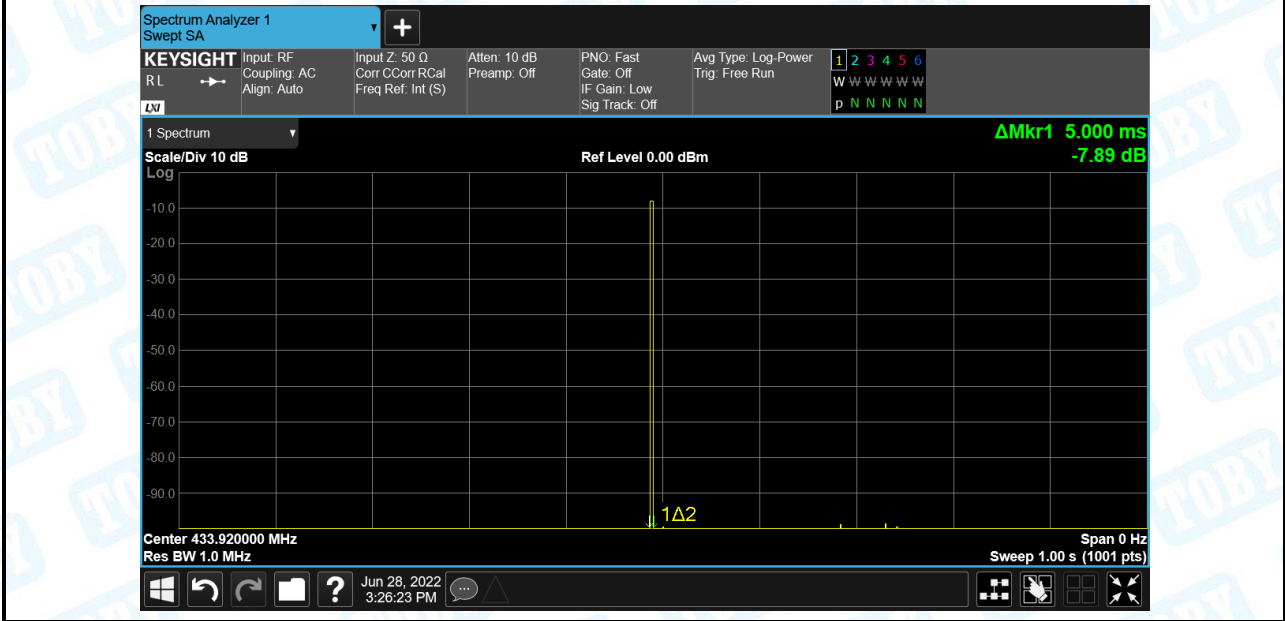 Spectrum Analyzer 1
Swept SA
+
KEYSIGHT
R L
LXI
Input: RF
Coupling: AC
Align: Auto
Input Z: 50 Ω
Corr CCorr RCal
Freq Ref: Int (S)
Atten: 10 dB
Preamp: Off
PNO: Fast
Gate: Off
IF Gain: Low
Sig Track: Off
Avg Type: Log-Power
Trig: Free Run
1 2 3 4 5 6
W W W W W W
p N N N N N
1 Spectrum
ΔMkr1 5.000 ms
-7.89 dB
Scale/Div 10 dB
Ref Level 0.00 dBm
Log
-10.0
-20.0
-30.0
-40.0
-50.0
-60.0
-70.0
-80.0
-90.0
1Δ2
Center 433.920000 MHz
Span 0 Hz
Res BW 1.0 MHz
Sweep 1.00 s (1001 pts)
?
Jun 28, 2022
3:26:23 PM
TOBY